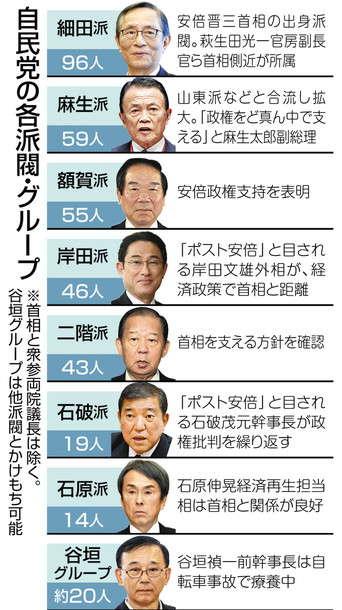 自民党の各派閥・グループ
※首相と衆参両院議長は除く。
谷垣グループは他派閥とかけもち可能
細田派
96人
安倍晋三首相の出身派
閥。萩生田光一官房副長
官ら首相側近が所属
麻生派
59人
山東派などと合流し拡
大。「政権をど真ん中で支
える」と麻生太郎副総理
額賀派
55人
安倍政権支持を表明
岸田派
46人
「ポスト安倍」と目され
る岸田文雄外相が、経
済政策で首相と距離
二階派
43人
首相を支える方針を確認
石破派
19人
「ポスト安倍」と目され
る石破茂元幹事長が政
権批判を繰り返す
石原派
14人
石原伸晃経済再生担当
相は首相と関係が良好
谷垣
グループ
約20人
谷垣禎一前幹事長は自
転車事故で療養中